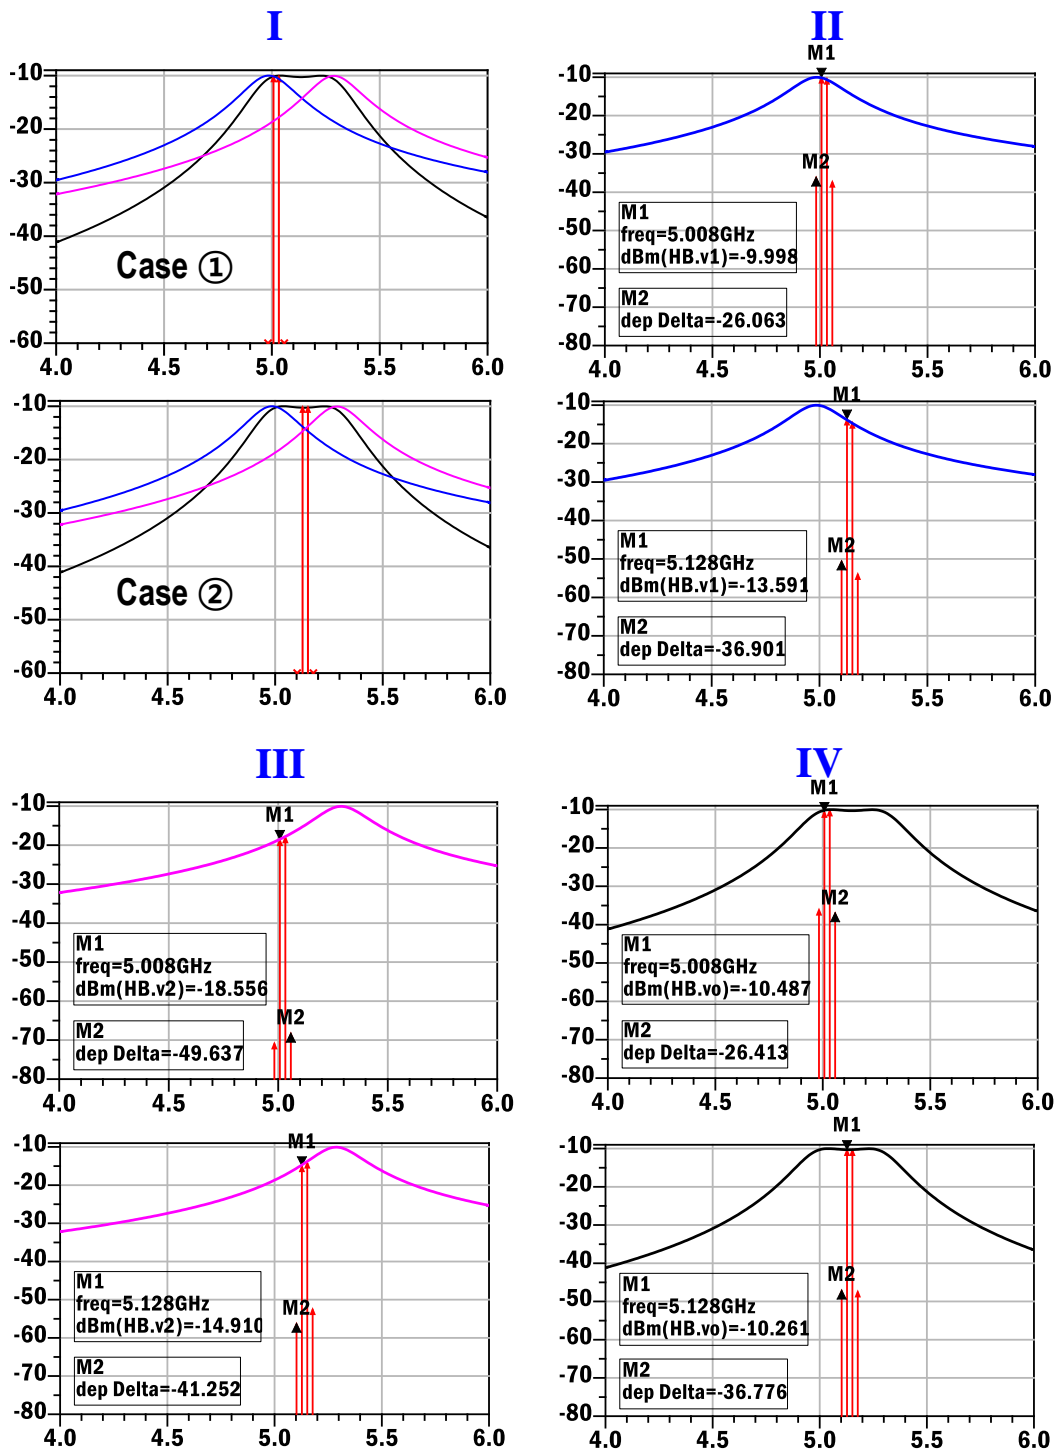 I
-10
-20
-30
-40
-50
-60
Case ①
4.0 4.5 5.0 5.5 6.0
II
M1
-10
-20
-30
-40
-50
-60
-70
-80
M2
M1
freq=5.008GHz
dBm(HB.v1)=-9.998
M2
dep Delta=-26.063
4.0 4.5 5.0 5.5 6.0
-10
-20
-30
-40
-50
-60
Case ②
4.0 4.5 5.0 5.5 6.0
M1
-10
-20
-30
-40
-50
-60
-70
-80
M2
M1
freq=5.128GHz
dBm(HB.v1)=-13.591
M2
dep Delta=-36.901
4.0 4.5 5.0 5.5 6.0
III
-10
-20
-30
-40
-50
-60
-70
-80
M1
M1
freq=5.008GHz
dBm(HB.v2)=-18.556
M2
M2
dep Delta=-49.637
4.0 4.5 5.0 5.5 6.0
IV
M1
-10
-20
-30
-40
-50
-60
-70
-80
M2
M1
freq=5.008GHz
dBm(HB.vo)=-10.487
M2
dep Delta=-26.413
4.0 4.5 5.0 5.5 6.0
M1
-10
-20
-30
-40
-50
-60
-70
-80
M1
freq=5.128GHz
M2
dBm(HB.v2)=-14.910
M2
dep Delta=-41.252
4.0 4.5 5.0 5.5 6.0
M1
-10
-20
-30
-40
-50
-60
-70
-80
M2
M1
freq=5.128GHz
dBm(HB.vo)=-10.261
M2
dep Delta=-36.776
4.0 4.5 5.0 5.5 6.0